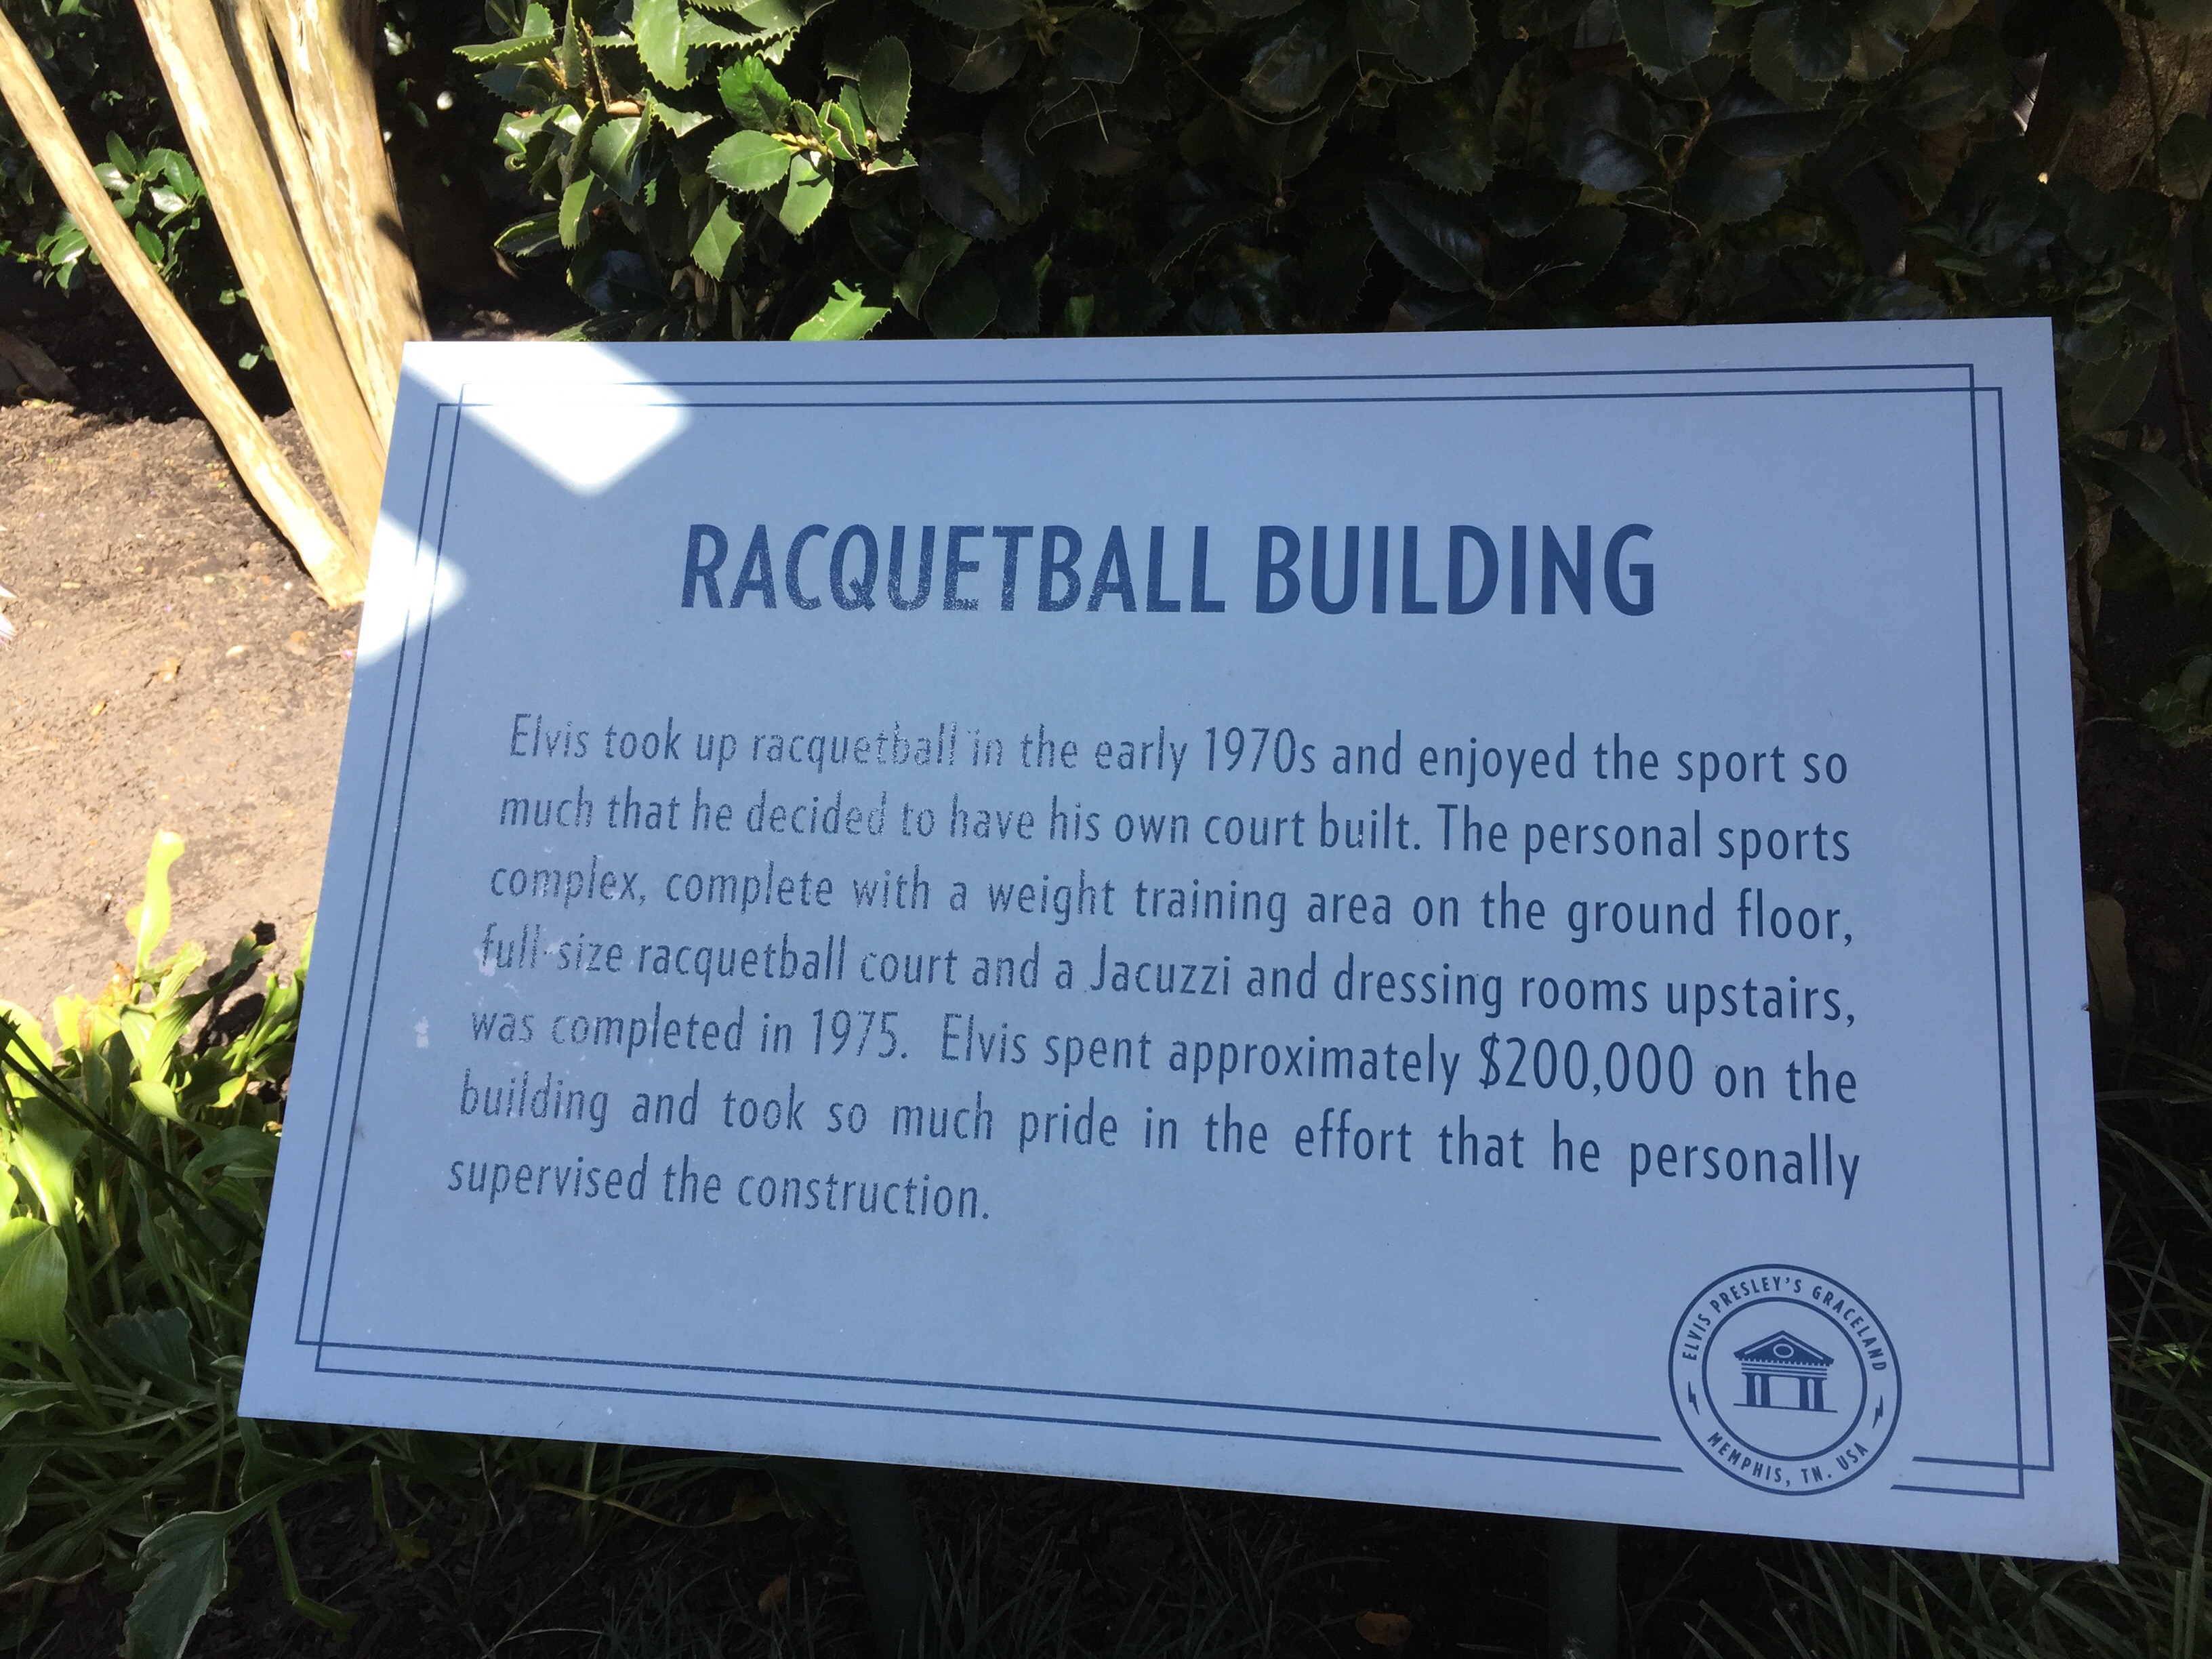 RACQUETBALL BUILDING
Elvis took up racquetball in the early 1970s and enjoyed the sport so
much that he decided to have his own court built. The personal sports
complex, complete with a weight training area on the ground floor,
full-size racquetball court and a Jacuzzi and dressing rooms upstairs,
was completed in 1975. Elvis spent approximately $200,000 on the
building and took so much pride in the effort that he personally
supervised the construction.
ELVIS PRESLEY'S GRACELAND
MEMPHIS, TN. USA